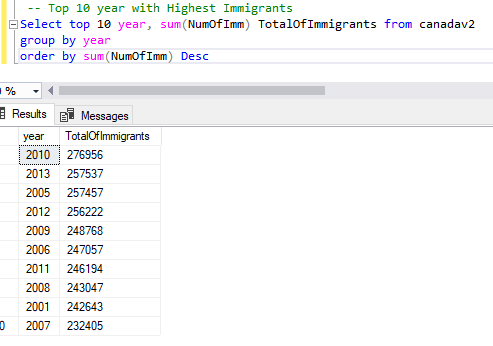 -- Top 10 year with Highest Immigrants
Select top 10 year, sum(NumOfImm) TotalOfImmigrants from canadav2
group by year
order by sum(NumOfImm) Desc
%
Results Messages
year TotalOfImmigrants
2010 276956
2013 257537
2005 257457
2012 256222
2009 248768
2006 247057
2011 246194
2008 243047
2001 242643
0 2007 232405